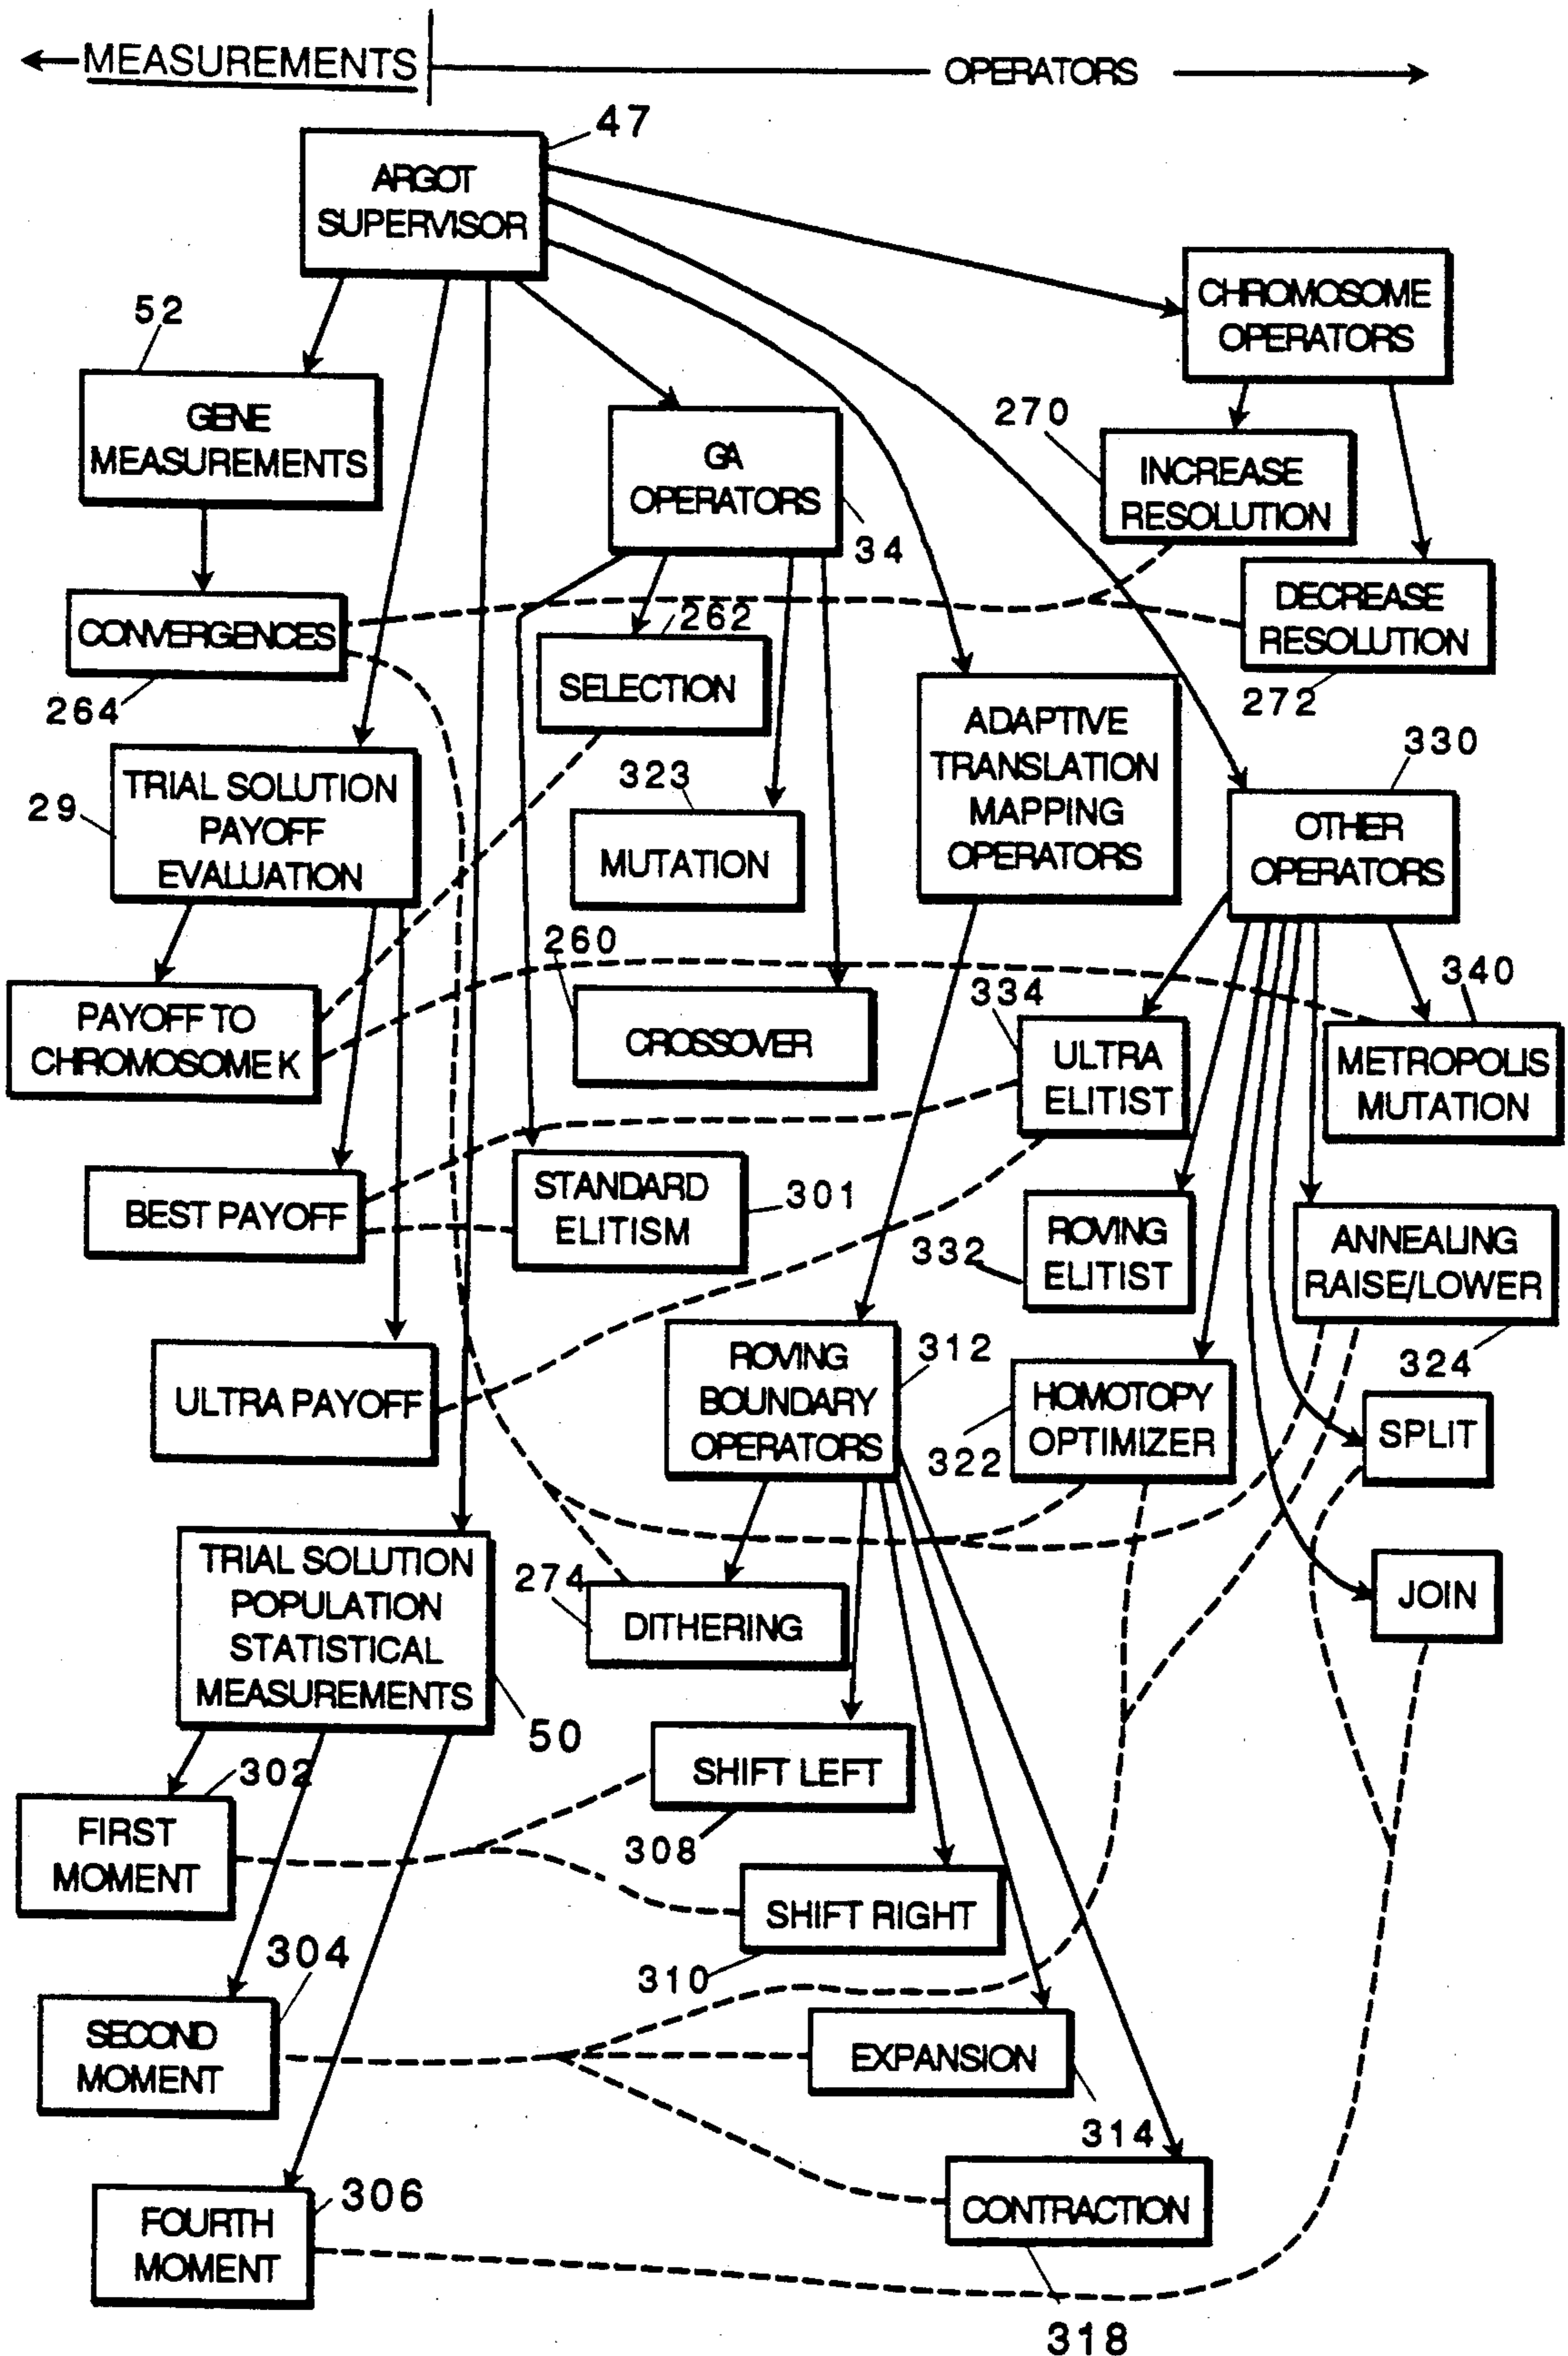 MEASUREMENTS
OPERATORS
47
ARGOT
SUPERVISOR
CHROMOSOME
OPERATORS
52
GENE
MEASUREMENTS
GA
OPERATORS
34
270
INCREASE
RESOLUTION
DECREASE
RESOLUTION
272
CONVERGENCES
264
262
SELECTION
ADAPTIVE
TRANSLATION
MAPPING
OPERATORS
330
OTHER
OPERATORS
29
TRIAL SOLUTION
PAYOFF
EVALUATION
323
MUTATION
260
CROSSOVER
PAYOFF TO
CHROMOSOME K
334
ULTRA
ELITIST
340
METROPOLIS
MUTATION
BEST PAYOFF
STANDARD
ELITISM
301
332
ROVING
ELITIST
ANNEALING
RAISE/LOWER
324
ULTRA PAYOFF
ROVING
BOUNDARY
OPERATORS
312
322
HOMOTOPY
OPTIMIZER
SPLIT
JOIN
TRIAL SOLUTION
POPULATION
STATISTICAL
MEASUREMENTS
50
274
DITHERING
302
FIRST
MOMENT
SHIFT LEFT
308
SHIFT RIGHT
310
304
SECOND
MOMENT
EXPANSION
314
306
FOURTH
MOMENT
CONTRACTION
318